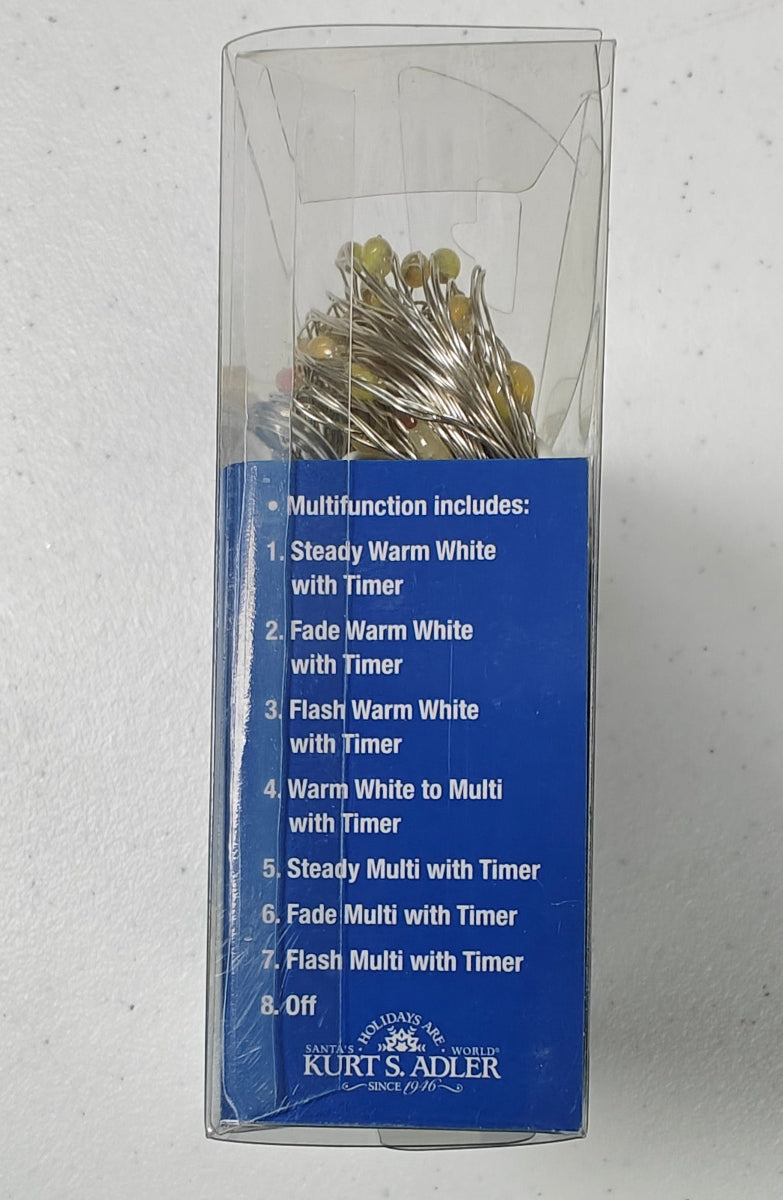 • Multifunction includes:
1. Steady Warm White
with Timer
2. Fade Warm White
with Timer
3. Flash Warm White
with Timer
4. Warm White to Multi
with Timer
5. Steady Multi with Timer
6. Fade Multi with Timer
7. Flash Multi with Timer
8. Off
HOLIDAYS ARE
SANTA'S WORLD®
KURT S. ADLER
SINCE 1946